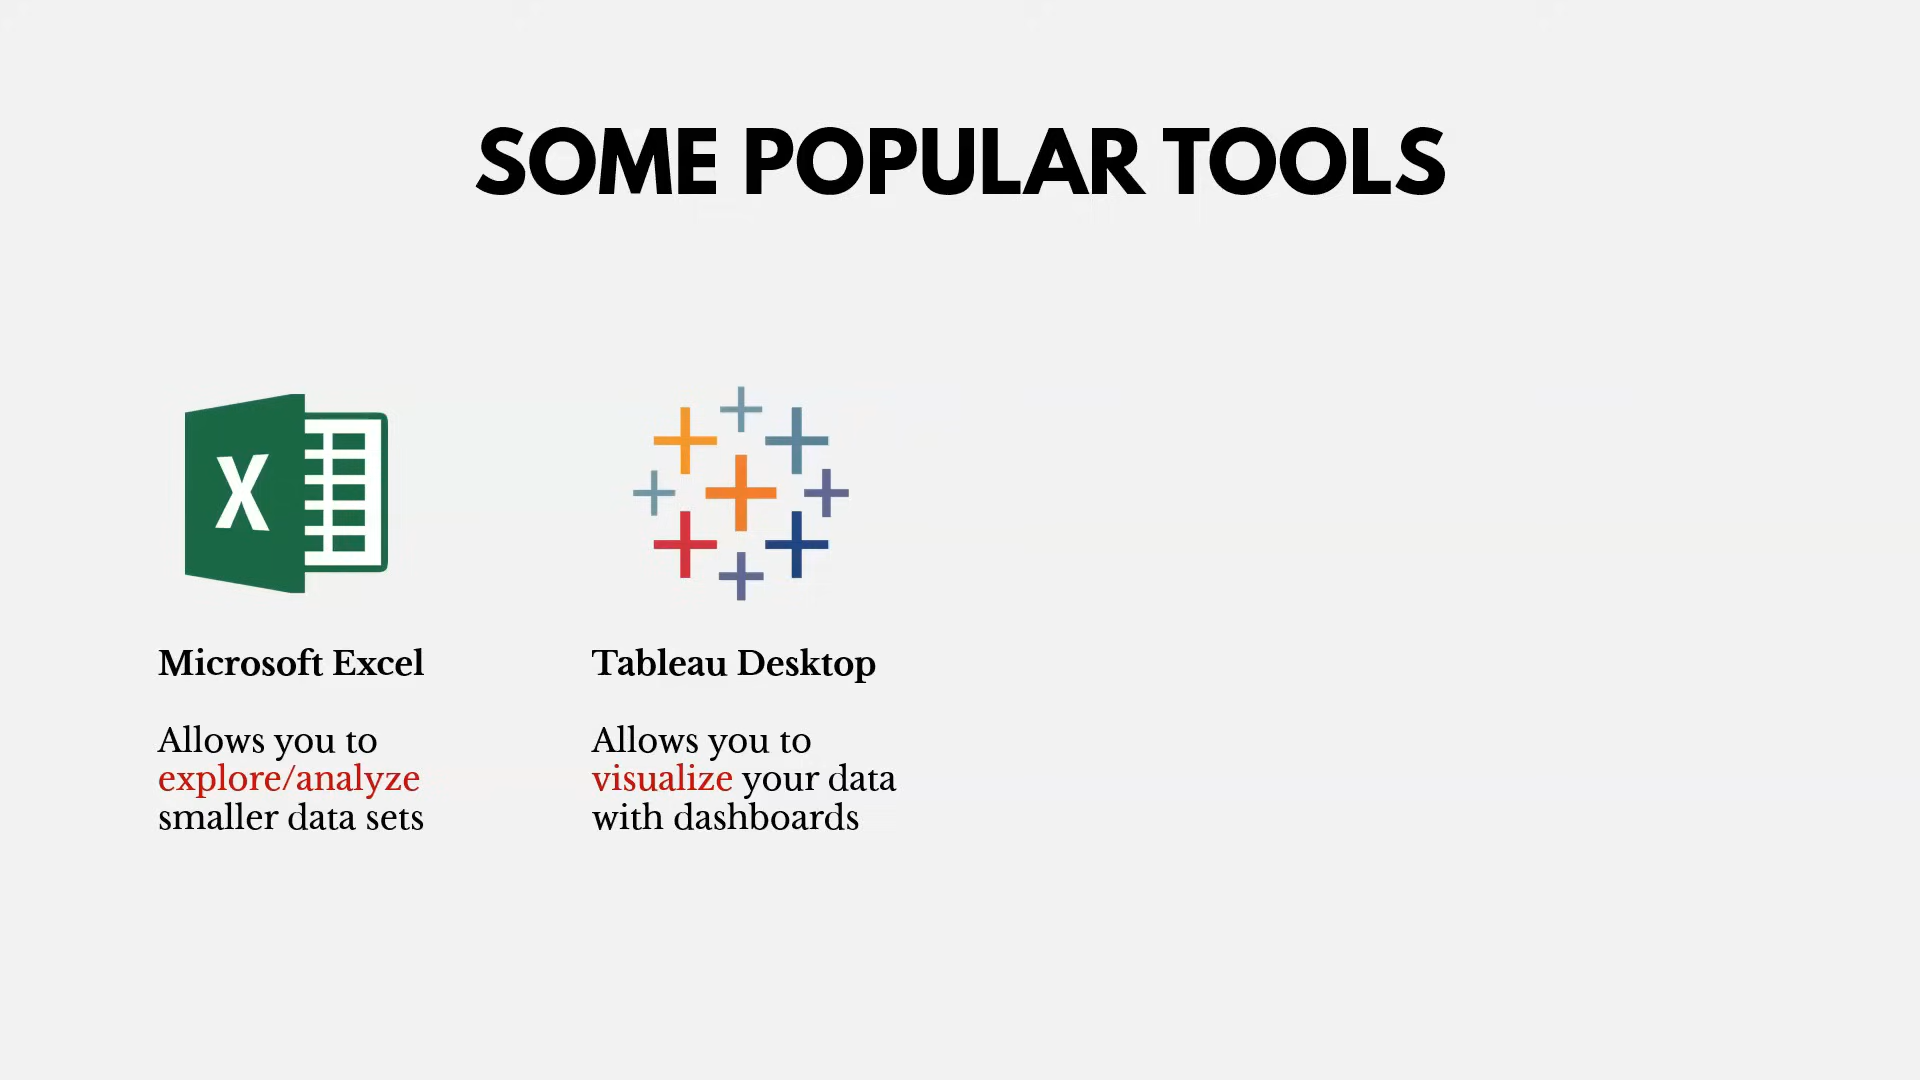 SOME POPULAR TOOLS
X
Microsoft Excel
Allows you to
explore/analyze
smaller data sets
Tableau Desktop
Allows you to
visualize your data
with dashboards